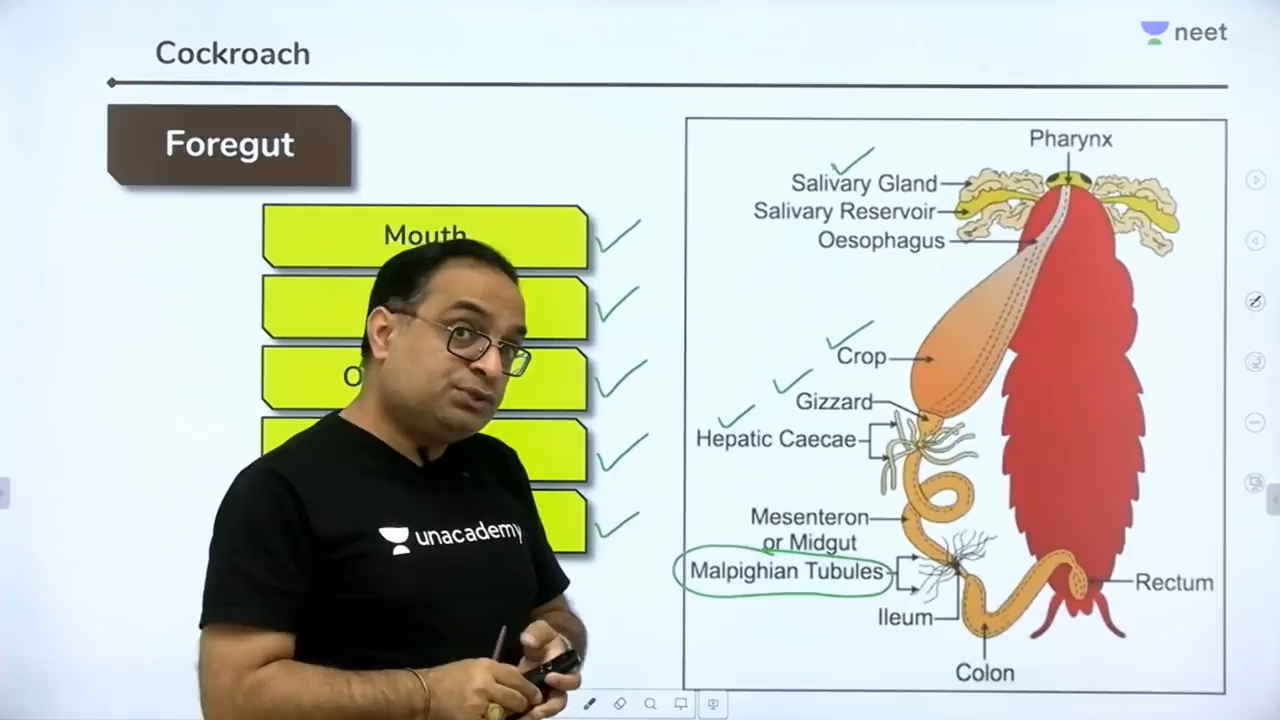 neet
Cockroach
Foregut
Mouth
O
unacademy
Pharynx
Salivary Gland
Salivary Reservoir
Oesophagus
Crop
Gizzard
Hepatic Caecae
Mesenteron
or Midgut
Malpighian Tubules
Ileum
Rectum
Colon